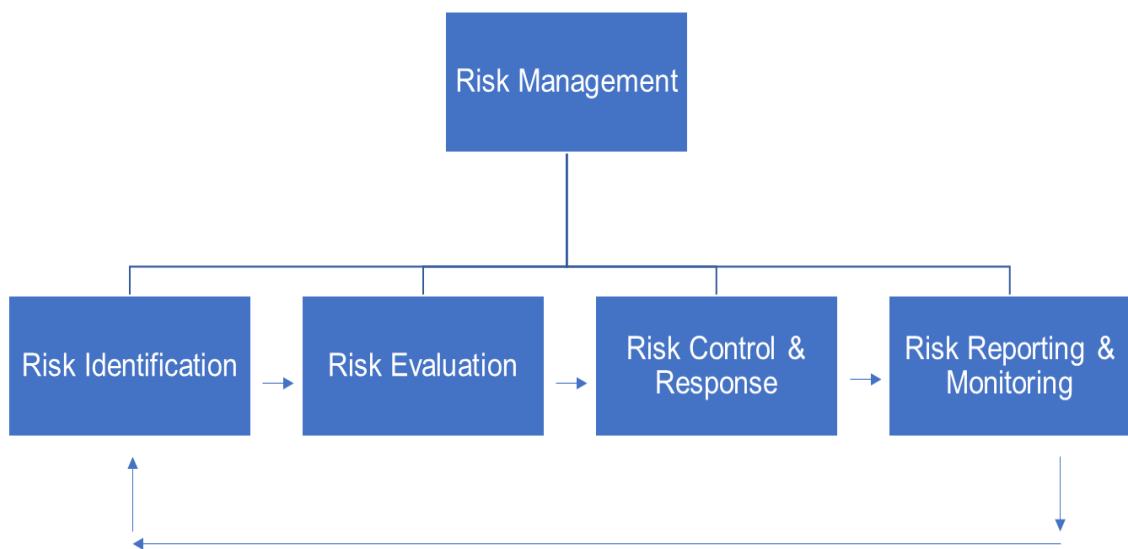 Risk Management
Risk Identification
Risk Evaluation
Risk Control &
Response
Risk Reporting &
Monitoring